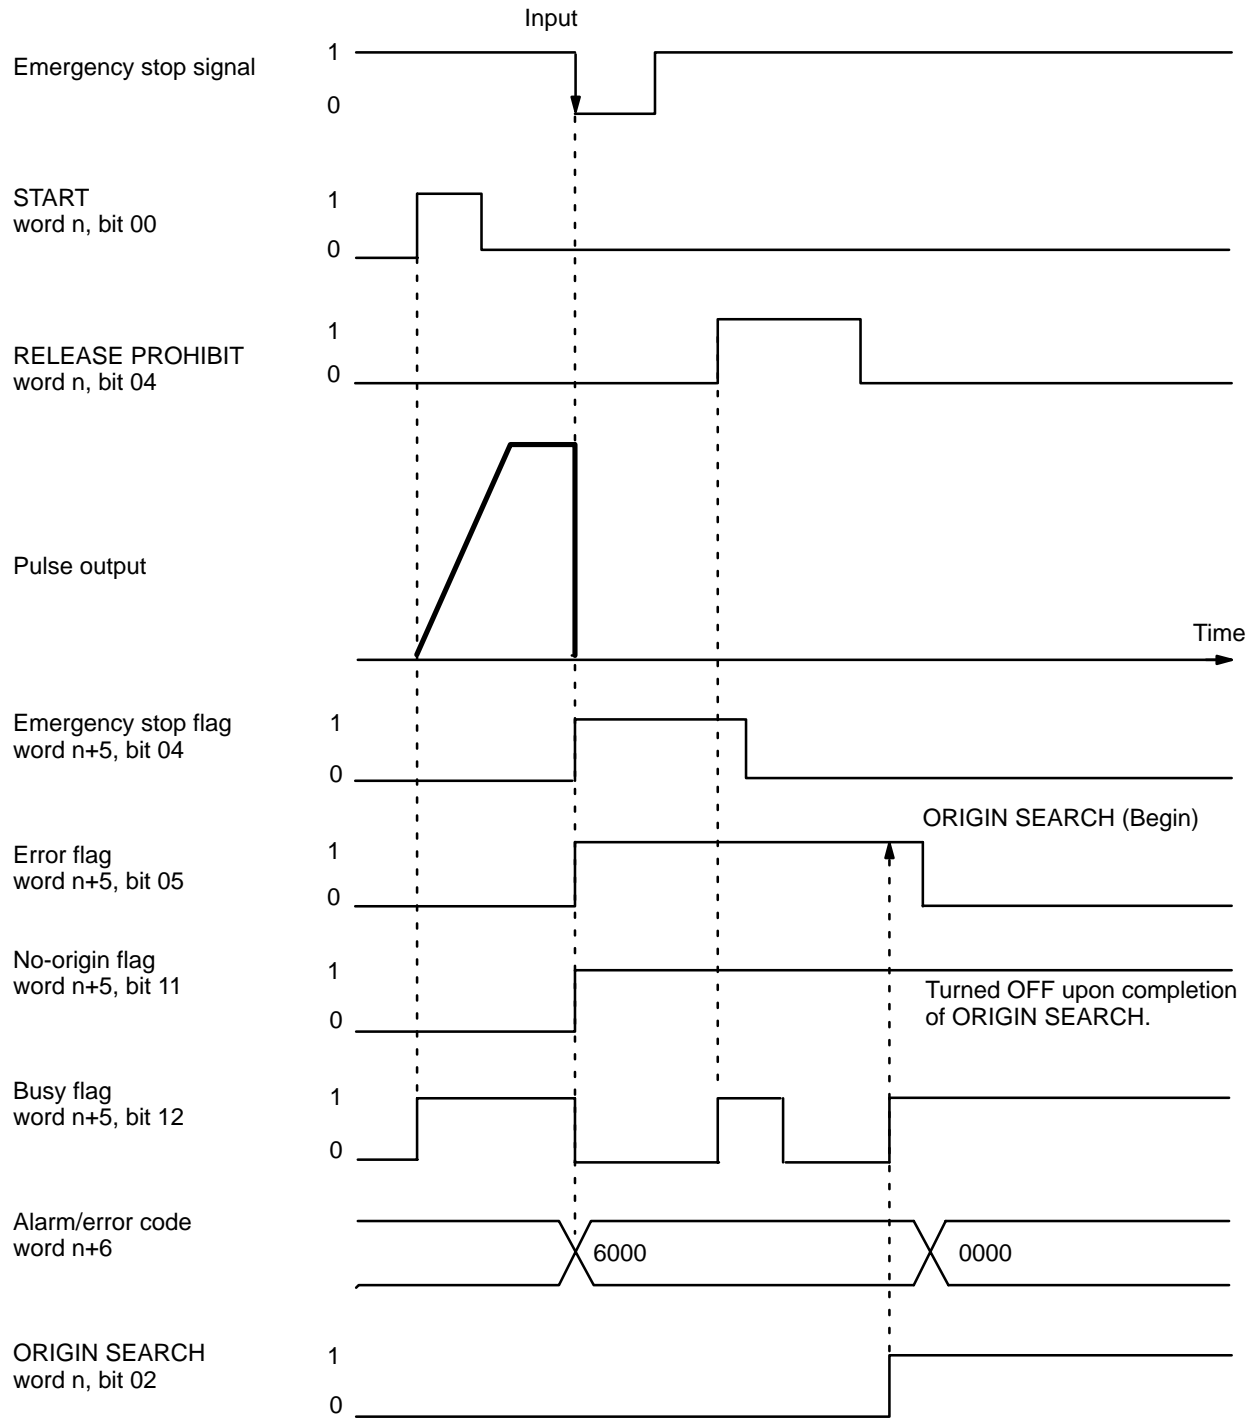 Input
Emergency stop signal
1
0
START
word n, bit 00
1
0
RELEASE PROHIBIT
word n, bit 04
1
0
Pulse output
Time
Emergency stop flag
word n+5, bit 04
1
0
ORIGIN SEARCH (Begin)
Error flag
word n+5, bit 05
1
0
No-origin flag
word n+5, bit 11
1
0
Turned OFF upon completion
of ORIGIN SEARCH.
Busy flag
word n+5, bit 12
1
0
Alarm/error code
word n+6
6000
0000
ORIGIN SEARCH
word n, bit 02
1
0